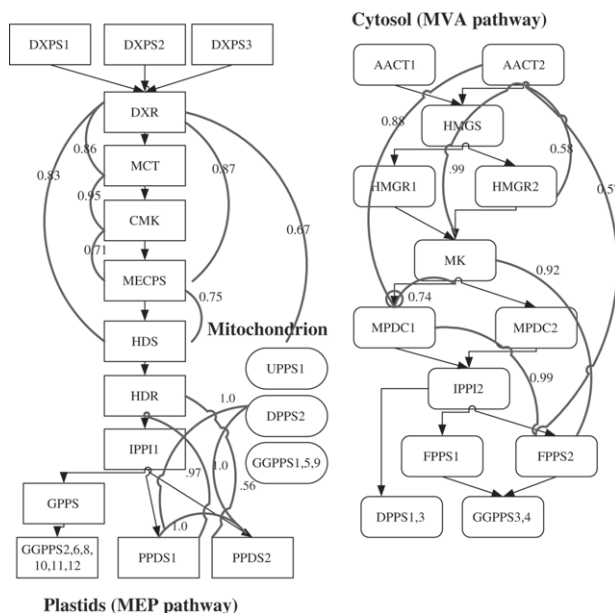 Cytosol (MVA pathway)
DXPS1
DXPS2
DXPS3
AACT1
AACT2
DXR
HMGS
0.88
0.86
MCT
0.83
0.87
.99
0.58
0.57
HMGR1
HMGR2
0.95
CMK
0.67
0.71
MK
0.92
MECPS
0.75
0.74
Mitochondrion
MPDC1
MPDC2
HDS
UPPS1
0.99
HDR
1.0
DPPS2
IPPI2
IPPI1
.97
1.0
.56
GGPPS1,5,9
FPPS1
FPPS2
GPPS
1.0
DPPS1,3
GGPPS3,4
GGPPS2,6,8,
10,11,12
PPDS1
PPDS2
Plastids (MEP pathway)